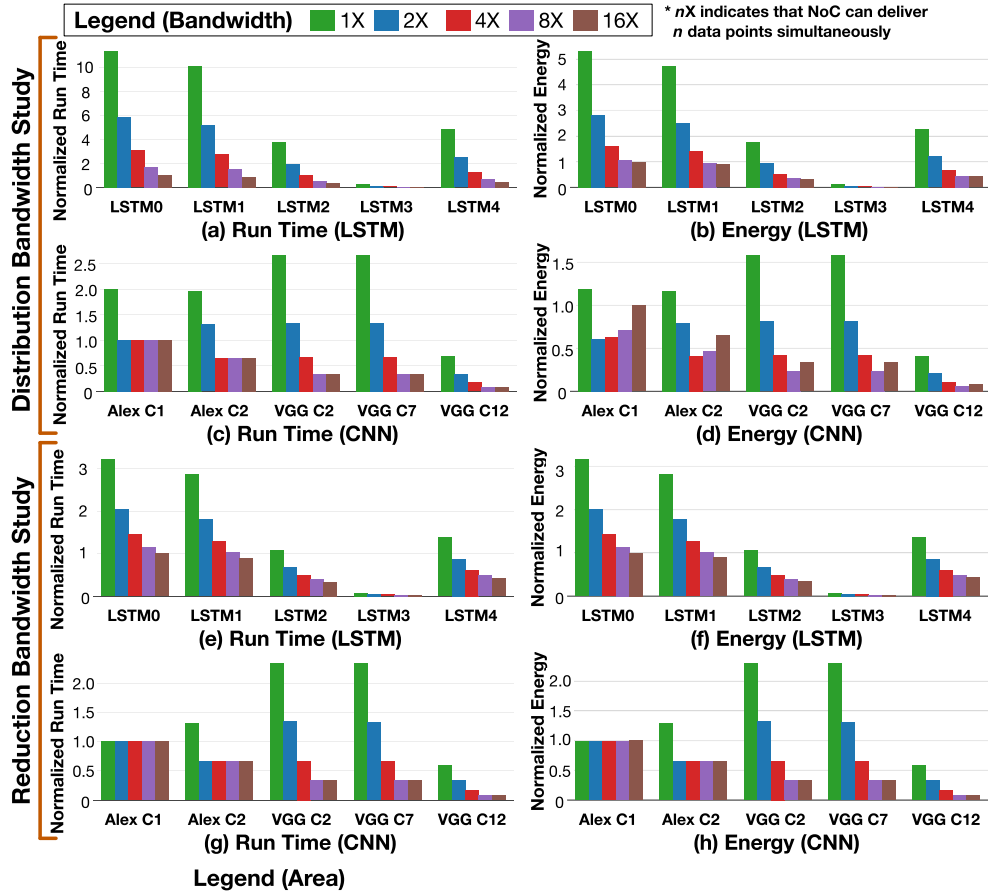 Legend (Bandwidth) 1X 2X 4X 8X 16X
* nX indicates that NoC can deliver
n data points simultaneously
Distribution Bandwidth Study
Normalized Run Time
10
8
6
4
2
0
LSTM0 LSTM1 LSTM2 LSTM3 LSTM4
(a) Run Time (LSTM)
Normalized Energy
5
4
3
2
1
0
LSTM0 LSTM1 LSTM2 LSTM3 LSTM4
(b) Energy (LSTM)
Normalized Run Time
2.5
2.0
1.5
1.0
0.5
0
Alex C1 Alex C2 VGG C2 VGG C7 VGG C12
(c) Run Time (CNN)
Normalized Energy
1.5
1.0
0.5
0
Alex C1 Alex C2 VGG C2 VGG C7 VGG C12
(d) Energy (CNN)
Reduction Bandwidth Study
Normalized Run Time
3
2
1
0
LSTM0 LSTM1 LSTM2 LSTM3 LSTM4
(e) Run Time (LSTM)
Normalized Energy
3
2
1
0
LSTM0 LSTM1 LSTM2 LSTM3 LSTM4
(f) Energy (LSTM)
Normalized Run Time
2.0
1.5
1.0
0.5
0
Alex C1 Alex C2 VGG C2 VGG C7 VGG C12
(g) Run Time (CNN)
Normalized Energy
2.0
1.5
1.0
0.5
0
Alex C1 Alex C2 VGG C2 VGG C7 VGG C12
(h) Energy (CNN)
Legend (Area)